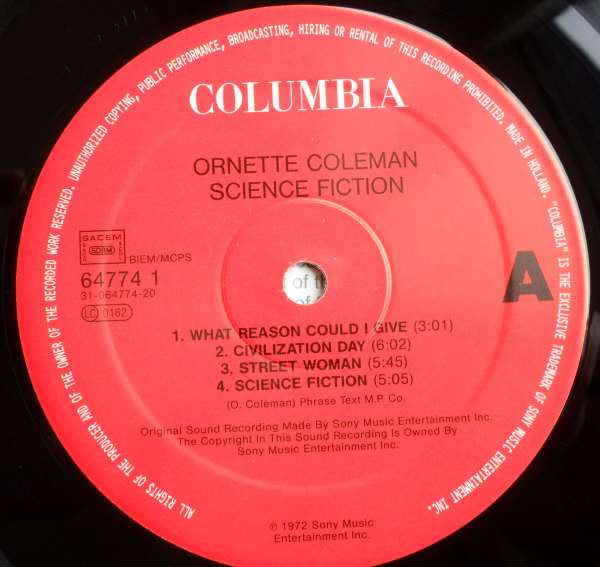 ALL RIGHTS OF THE PRODUCER AND OF THE OWNER OF THE RECORDED WORK RESERVED. UNAUTHORIZED COPYING, PUBLIC PERFORMANCE, BROADCASTING, HIRING OR RENTAL OF THIS RECORDING PROHIBITED. MADE IN HOLLAND. "COLUMBIA" IS THE EXCLUSIVE TRADEMARK OF SONY MUSIC ENTERTAINMENT INC.
COLUMBIA
ORNETTE COLEMAN
SCIENCE FICTION
SACEM
SDRM
BIEM/MCPS
64774 1
31-064774-20
LC 0162
A
r of t
of
1. WHAT REASON COULD I GIVE (3:01)
2. CIVILIZATION DAY (6:02)
3. STREET WOMAN (5:45)
4. SCIENCE FICTION (5:05)
(O. Coleman) Phrase Text M.P. Co.
Original Sound Recording Made By Sony Music Entertainment Inc.
The Copyright In This Sound Recording Is Owned By
Sony Music Entertainment Inc.
℗ 1972 Sony Music
Entertainment Inc.